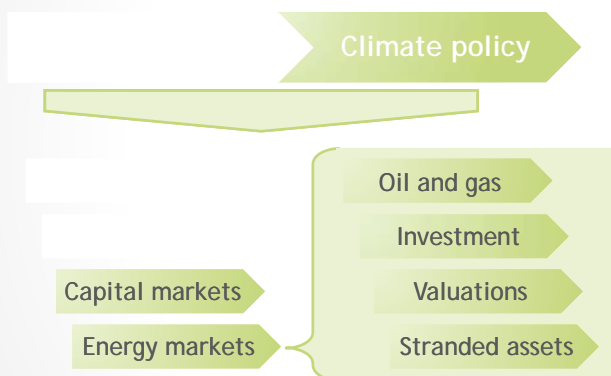 Climate policy
Oil and gas
Investment
Capital markets
Valuations
Energy markets
Stranded assets